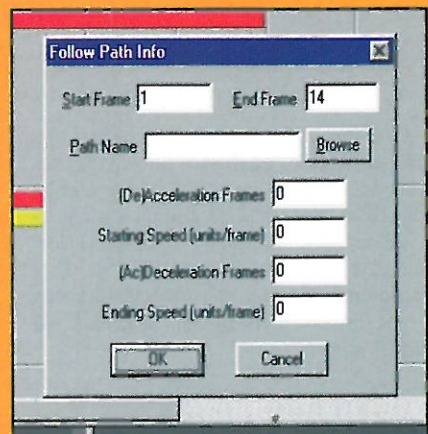 Follow Path Info
Start Frame 1 End Frame 14
Path Name Browse
(De)Acceleration Frames 0
Starting Speed (units/frame) 0
(Ac)Deceleration Frames 0
Ending Speed (units/frame) 0
OK Cancel